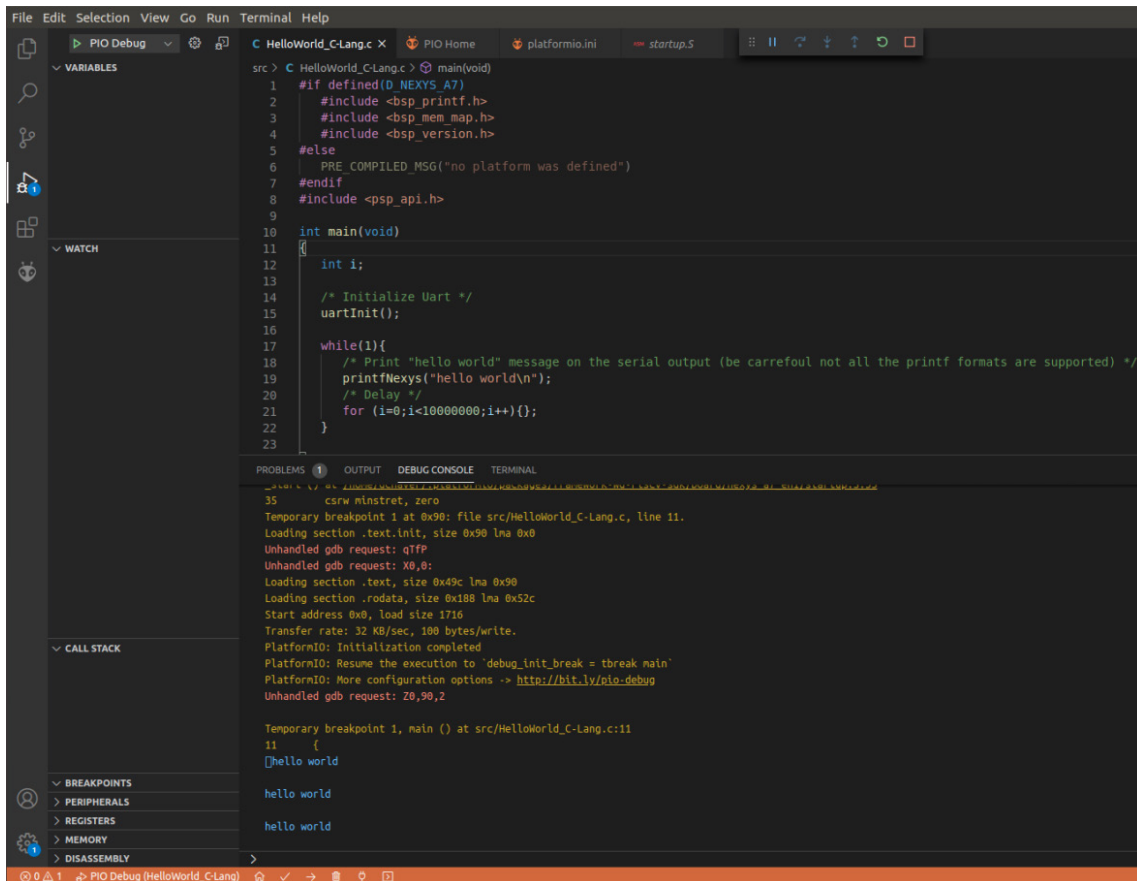 File Edit Selection View Go Run Terminal Help
PIO Debug
C HelloWorld_C-Lang.c
PIO Home
platformio.ini
startup.S
VARIABLES
WATCH
CALL STACK
BREAKPOINTS
PERIPHERALS
REGISTERS
MEMORY
DISASSEMBLY
src > C HelloWorld_C-Lang.c > main(void)
1 #if defined(D_NEXYS_A7)
2 #include <bsp_printf.h>
3 #include <bsp_mem_map.h>
4 #include <bsp_version.h>
5 #else
6 PRE_COMPILED_MSG("no platform was defined")
7 #endif
8 #include <psp_api.h>
9
10 int main(void)
11 {
12 int i;
13
14 /* Initialize Uart */
15 uartInit();
16
17 while(1){
18 /* Print "hello world" message on the serial output (be carrefoul not all the printf formats are supported) */
19 printfNexys("hello world\n");
20 /* Delay */
21 for (i=0;i<10000000;i++){};
22 }
23
PROBLEMS 1 OUTPUT DEBUG CONSOLE TERMINAL
35 csrw minstret, zero
Temporary breakpoint 1 at 0x90: file src/HelloWorld_C-Lang.c, line 11.
Loading section .text.init, size 0x90 lma 0x0
Unhandled gdb request: qTfP
Unhandled gdb request: X0,0:
Loading section .text, size 0x49c lma 0x90
Loading section .rodata, size 0x188 lma 0x52c
Start address 0x0, load size 1716
Transfer rate: 32 KB/sec, 100 bytes/write.
PlatformIO: Initialization completed
PlatformIO: Resume the execution to `debug_init_break = tbreak main`
PlatformIO: More configuration options -> http://bit.ly/pio-debug
Unhandled gdb request: Z0,90,2
Temporary breakpoint 1, main () at src/HelloWorld_C-Lang.c:11
11 {
hello world
hello world
hello world
>
0 1 PIO Debug (HelloWorld_C-Lang)